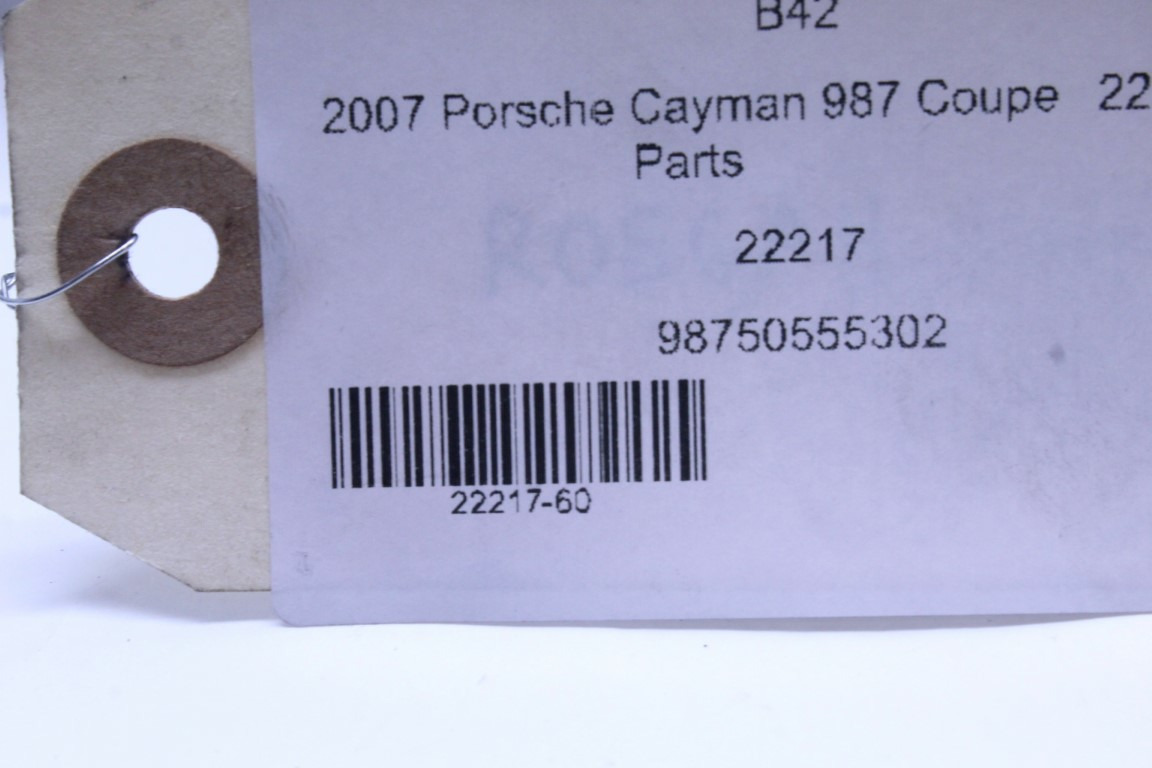 B42
2007 Porsche Cayman 987 Coupe 22
Parts
22217
98750555302
22217-60